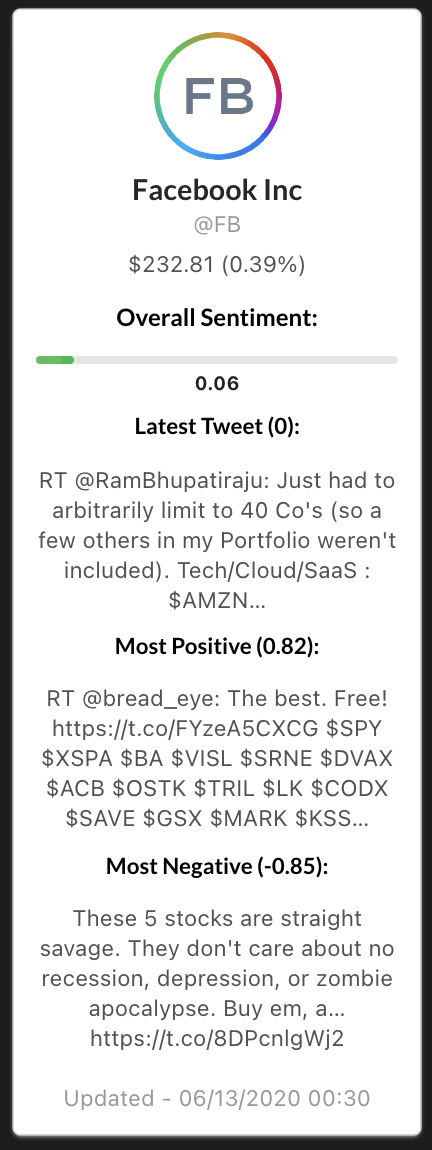 FB
Facebook Inc
@FB
$232.81 (0.39%)
Overall Sentiment:
0.06
Latest Tweet (0):
RT @RamBhupatiraju: Just had to
arbitrarily limit to 40 Co's (so a
few others in my Portfolio weren't
included). Tech/Cloud/SaaS :
$AMZN...
Most Positive (0.82):
RT @bread_eye: The best. Free!
https://t.co/FYzeA5CXCG $SPY
$XSPA $BA $VISL $SRNE $DVAX
$ACB $OSTK $TRIL $LK $CODX
$SAVE $GSX $MARK $KSS...
Most Negative (-0.85):
These 5 stocks are straight
savage. They don't care about no
recession, depression, or zombie
apocalypse. Buy em, a...
https://t.co/8DPcnlgWj2
Updated - 06/13/2020 00:30